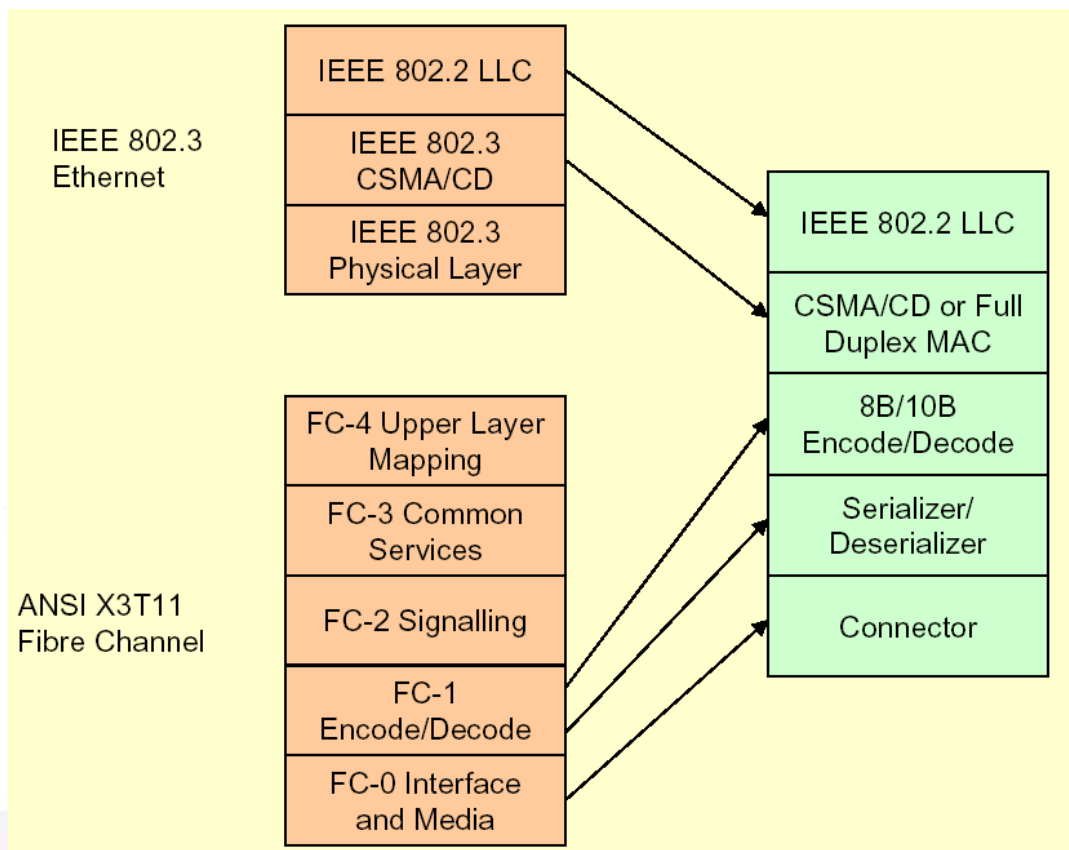 IEEE 802.3
Ethernet
IEEE 802.2 LLC
IEEE 802.3
CSMA/CD
IEEE 802.3
Physical Layer
ANSI X3T11
Fibre Channel
FC-4 Upper Layer
Mapping
FC-3 Common
Services
FC-2 Signalling
FC-1
Encode/Decode
FC-0 Interface
and Media
IEEE 802.2 LLC
CSMA/CD or Full
Duplex MAC
8B/10B
Encode/Decode
Serializer/
Deserializer
Connector